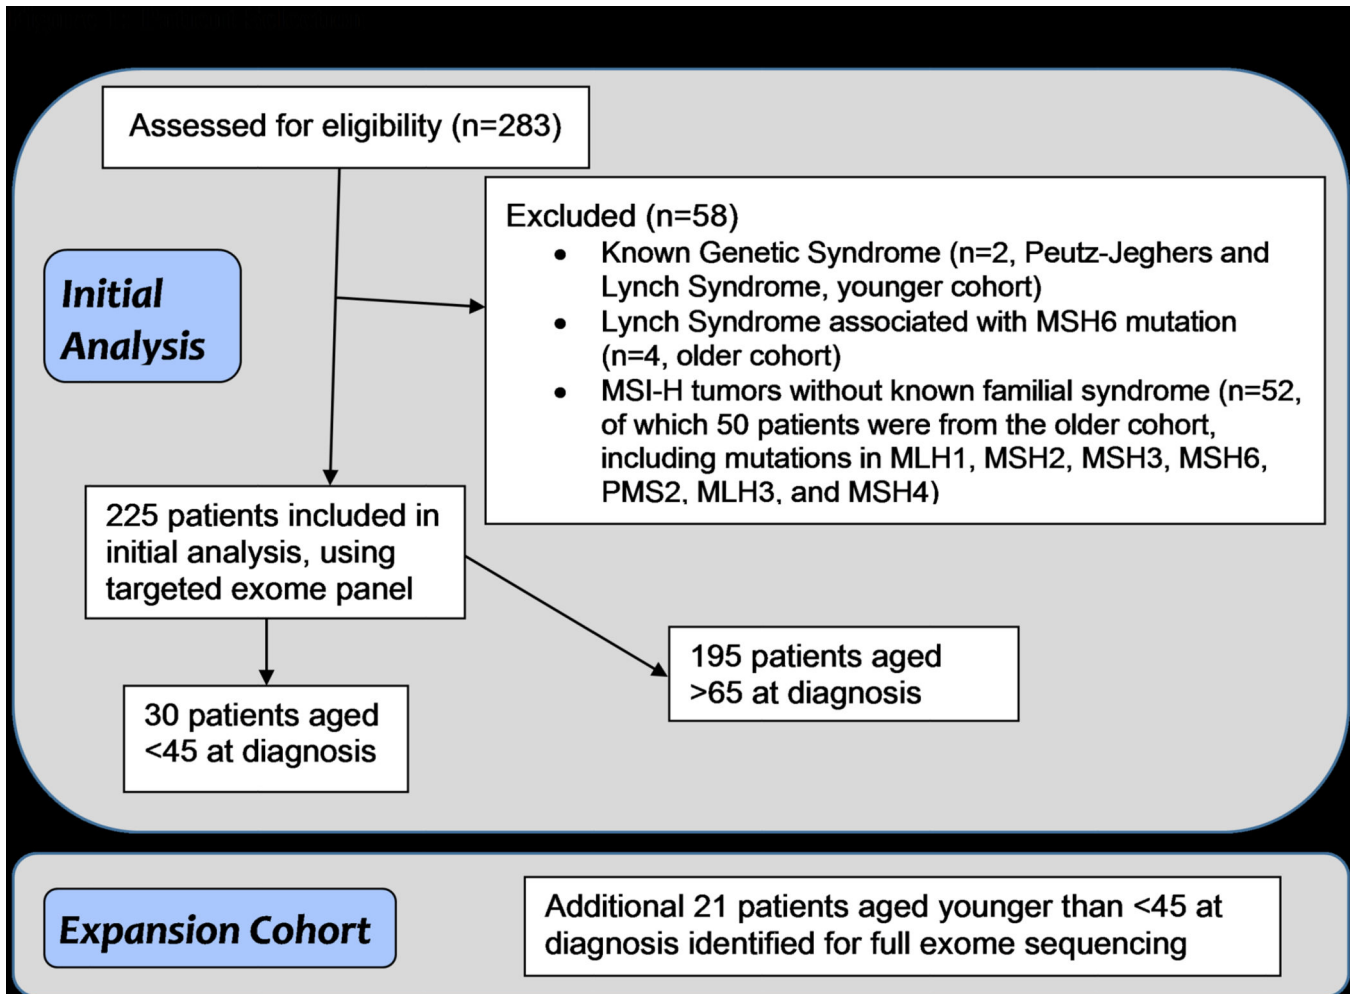 Assessed for eligibility (n=283)
Excluded (n=58)
• Known Genetic Syndrome (n=2, Peutz-Jeghers and
Lynch Syndrome, younger cohort)
• Lynch Syndrome associated with MSH6 mutation
(n=4, older cohort)
• MSI-H tumors without known familial syndrome (n=52,
of which 50 patients were from the older cohort,
including mutations in MLH1, MSH2, MSH3, MSH6,
PMS2, MLH3, and MSH4)
Initial
Analysis
225 patients included in
initial analysis, using
targeted exome panel
195 patients aged
>65 at diagnosis
30 patients aged
<45 at diagnosis
Expansion Cohort
Additional 21 patients aged younger than <45 at
diagnosis identified for full exome sequencing